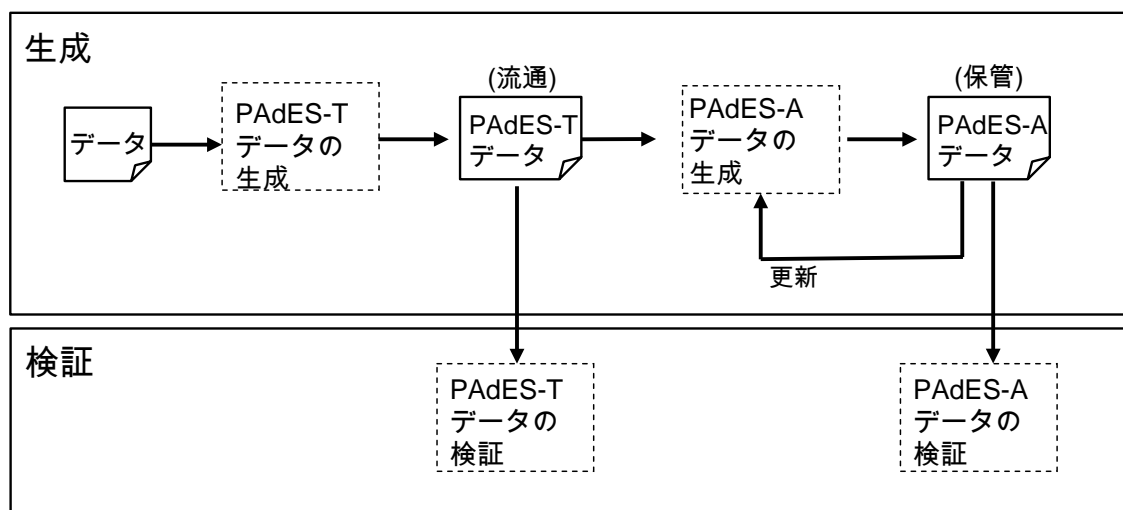 生成
データ
PAdES-T
データの
生成
(流通)
PAdES-T
データ
PAdES-A
データの
生成
(保管)
PAdES-A
データ
更新
検証
PAdES-T
データの
検証
PAdES-A
データの
検証